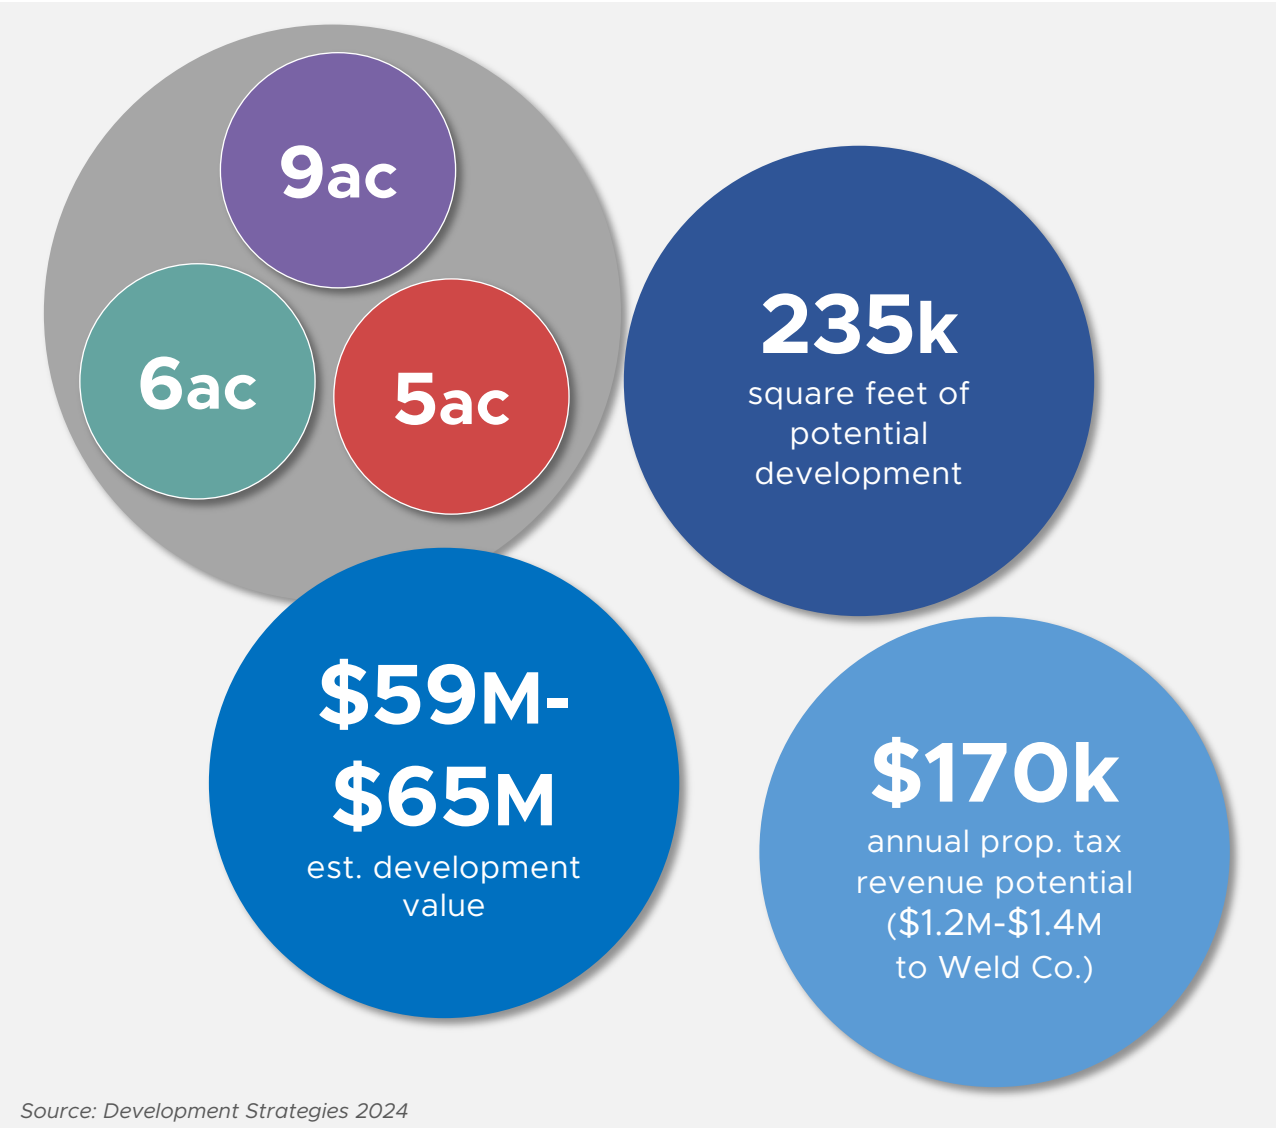 9ac
6ac
5ac
235k
square feet of
potential
development
$59M-
$65M
est. development
value
$170k
annual prop. tax
revenue potential
($1.2M-$1.4M
to Weld Co.)
Source: Development Strategies 2024